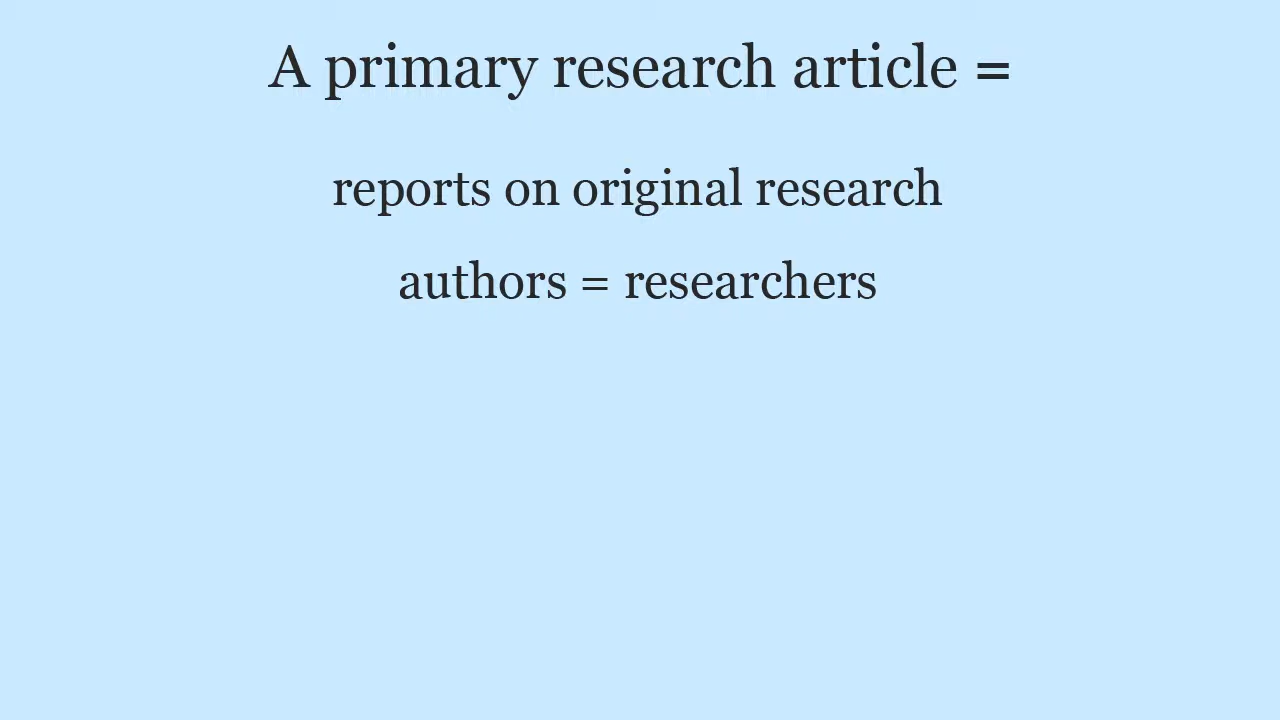 A primary research article =
reports on original research
authors = researchers